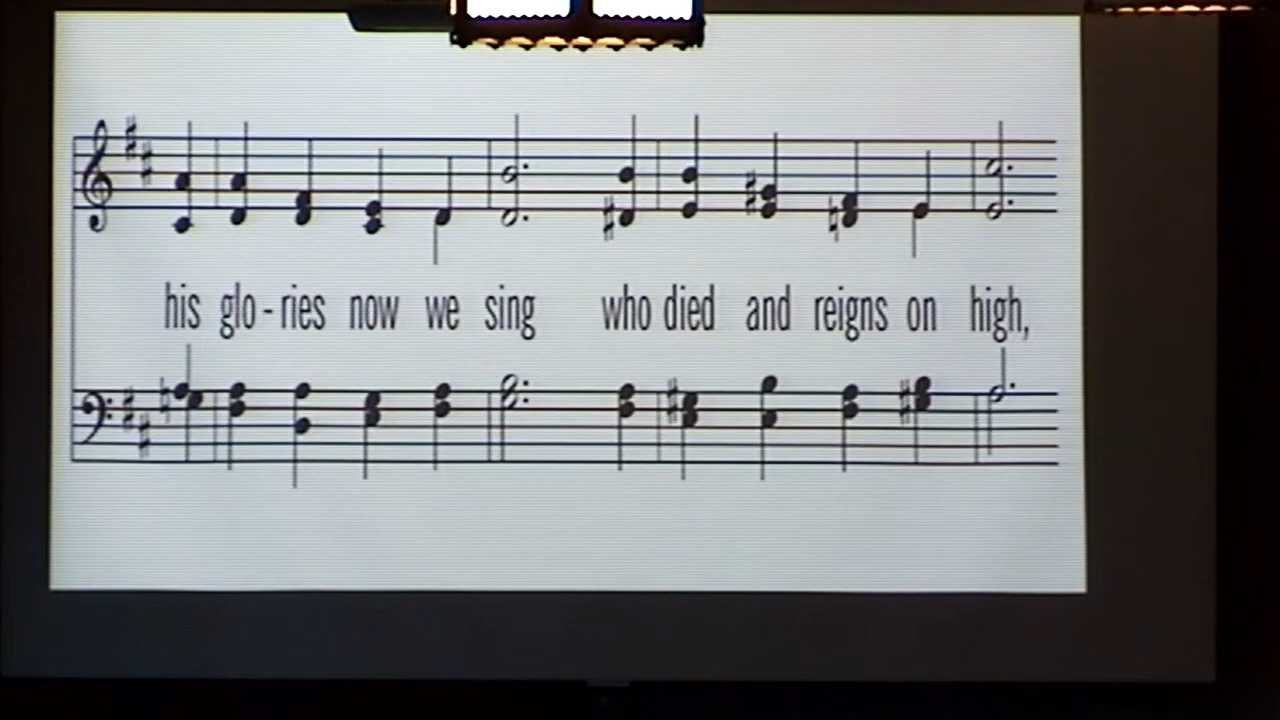 his glo - ries now we sing who died and reigns on high,